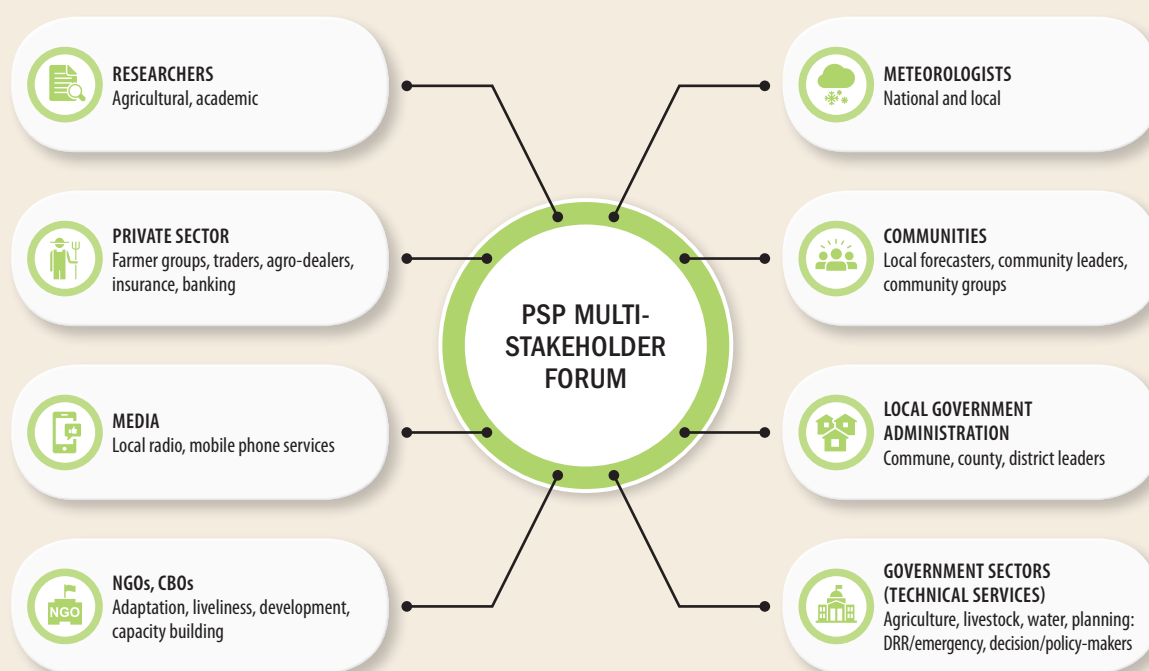 RESEARCHERS
Agricultural, academic
PRIVATE SECTOR
Farmer groups, traders, agro-dealers,
insurance, banking
MEDIA
Local radio, mobile phone services
NGO
NGOs, CBOs
Adaptation, liveliness, development,
capacity building
PSP MULTI-
STAKEHOLDER
FORUM
METEOROLOGISTS
National and local
COMMUNITIES
Local forecasters, community leaders,
community groups
LOCAL GOVERNMENT
ADMINISTRATION
Commune, county, district leaders
GOVERNMENT SECTORS
(TECHNICAL SERVICES)
Agriculture, livestock, water, planning:
DRR/emergency, decision/policy-makers